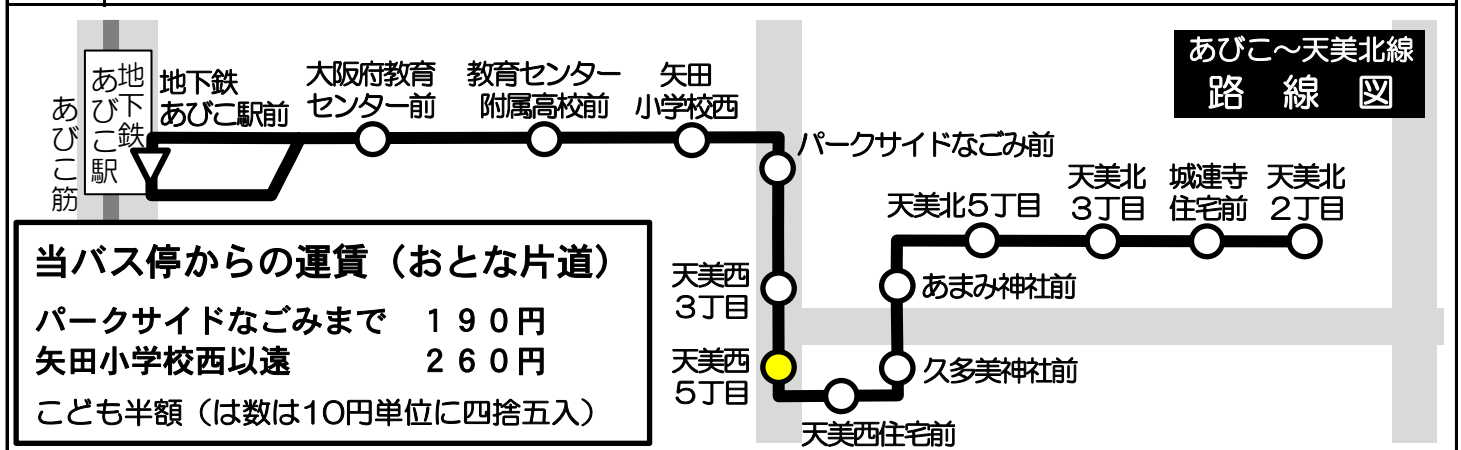 あびこ～天美北線
路線図
あびこ筋
地下鉄
あびこ駅
地下鉄
あびこ駅前
大阪府教育
センター前
教育センター
附属高校前
矢田
小学校西
パークサイドなごみ前
天美西
3丁目
天美西
5丁目
天美西住宅前
久多美神社前
あまみ神社前
天美北5丁目
天美北
3丁目
城連寺
住宅前
天美北
2丁目
当バス停からの運賃（おとな片道）
パークサイドなごみまで　190円
矢田小学校西以遠　260円
こども半額（は数は10円単位に四捨五入）